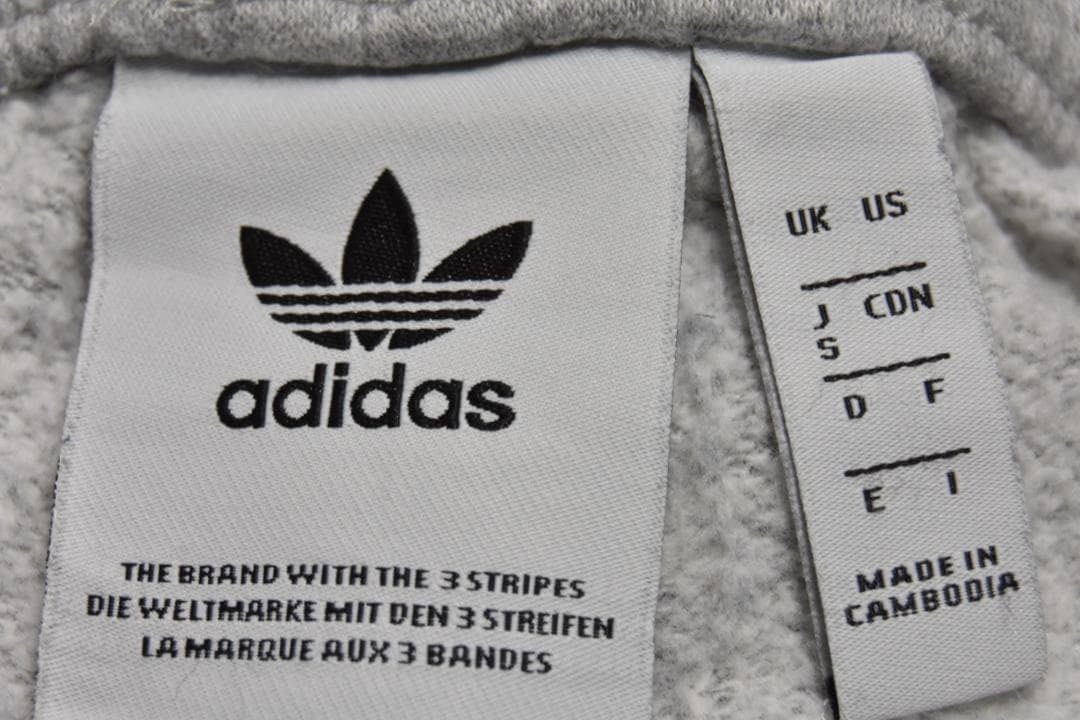 adidas
THE BRAND WITH THE 3 STRIPES
DIE WELTMARKE MIT DEN 3 STREIFEN
LA MARQUE AUX 3 BANDES
UK US
J CDN
S
D F
E I
MADE IN
CAMBODIA